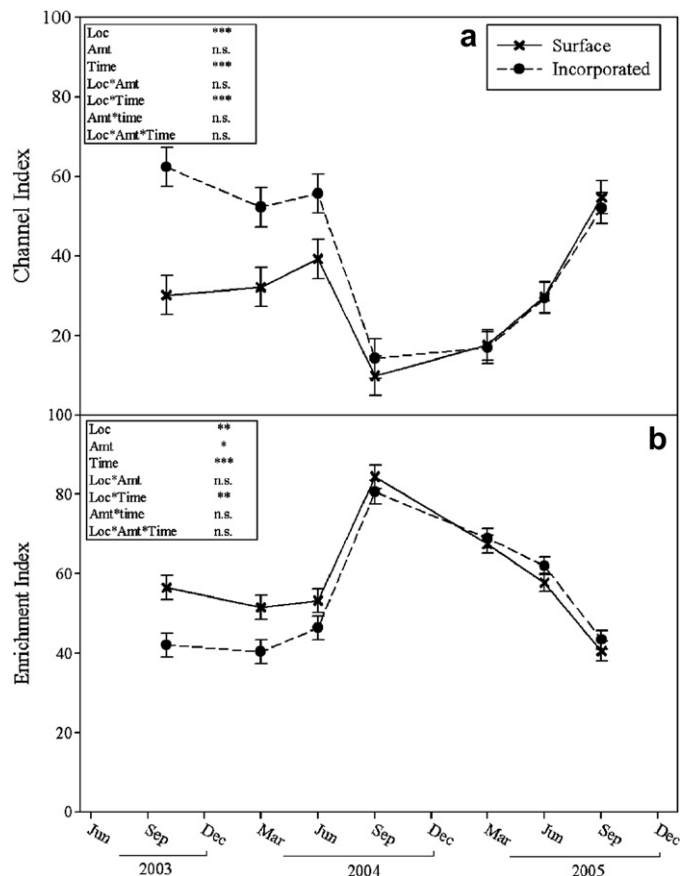 100
80
60
40
20
Channel Index
a
Loc ***
Amt n.s.
Time ***
Loc*Amt n.s.
Loc*Time ***
Amt*time n.s.
Loc*Amt*Time n.s.
Surface
Incorporated
100
80
60
40
20
0
Enrichment Index
b
Loc **
Amt *
Time ***
Loc*Amt n.s.
Loc*Time **
Amt*time n.s.
Loc*Amt*Time n.s.
Jun Sep Dec Mar Jun Sep Dec Mar Jun Sep Dec
2003 2004 2005